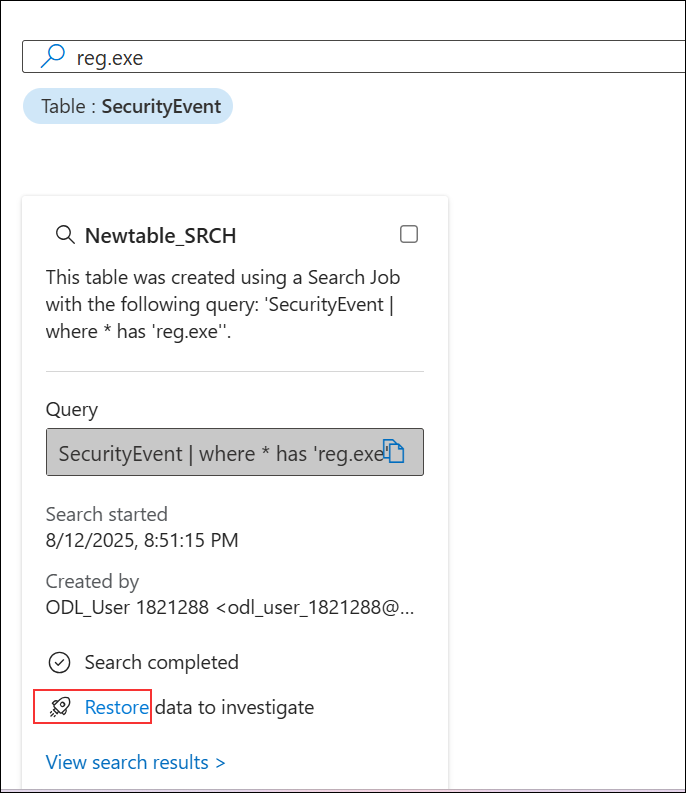 reg.exe
Table : SecurityEvent
Newtable_SRCH
This table was created using a Search Job
with the following query: 'SecurityEvent |
where * has 'reg.exe''.
Query
SecurityEvent | where * has 'reg.exe'
Search started
8/12/2025, 8:51:15 PM
Created by
ODL_User 1821288 <odl_user_1821288@...
Search completed
Restore data to investigate
View search results >